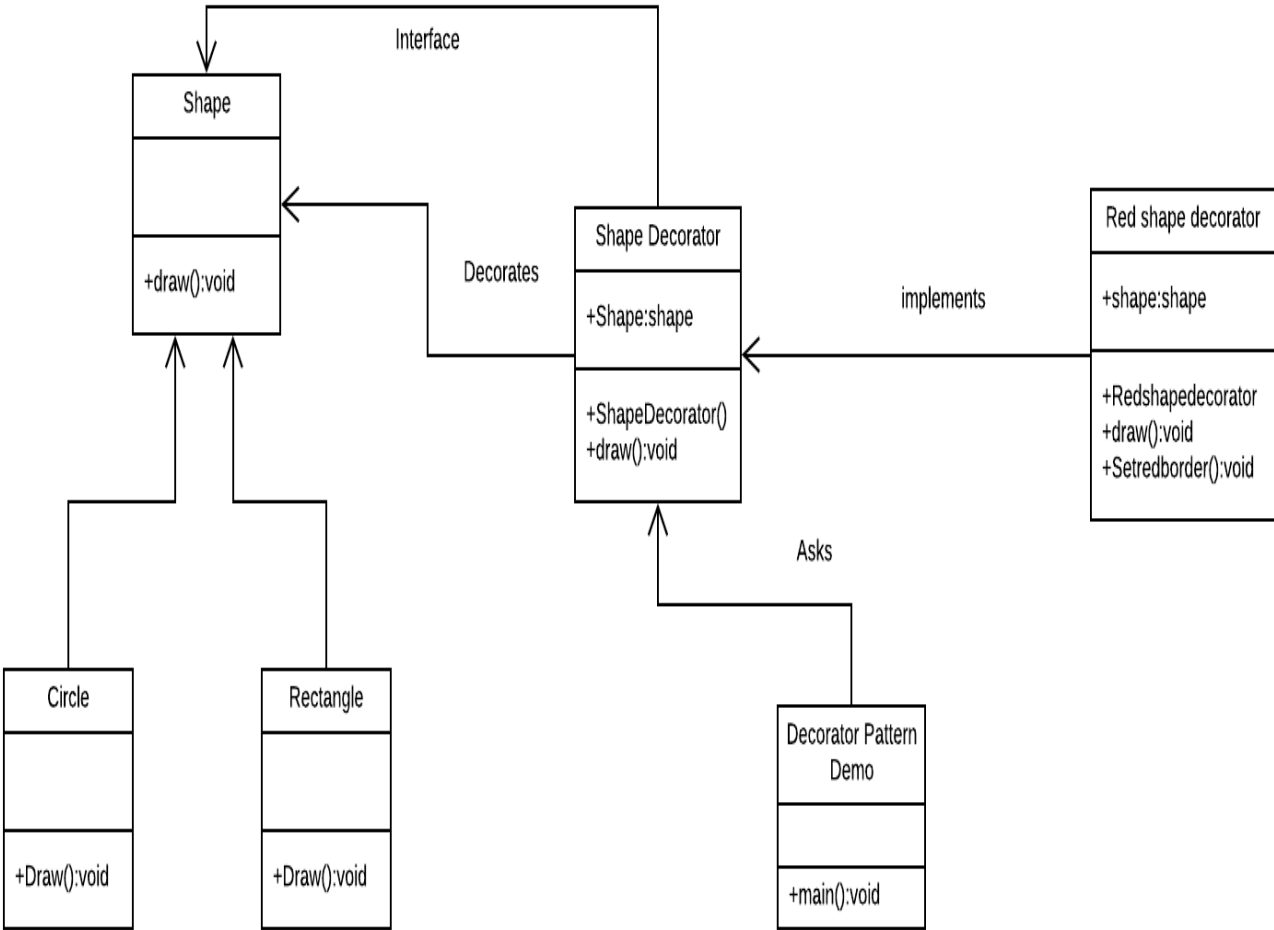 Interface
Shape
+draw():void
Decorates
Shape Decorator
+Shape:shape
+ShapeDecorator()
+draw():void
implements
Red shape decorator
+shape:shape
+Redshapedecorator
+draw():void
+Setredborder():void
Asks
Circle
+Draw():void
Rectangle
+Draw():void
Decorator Pattern
Demo
+main():void